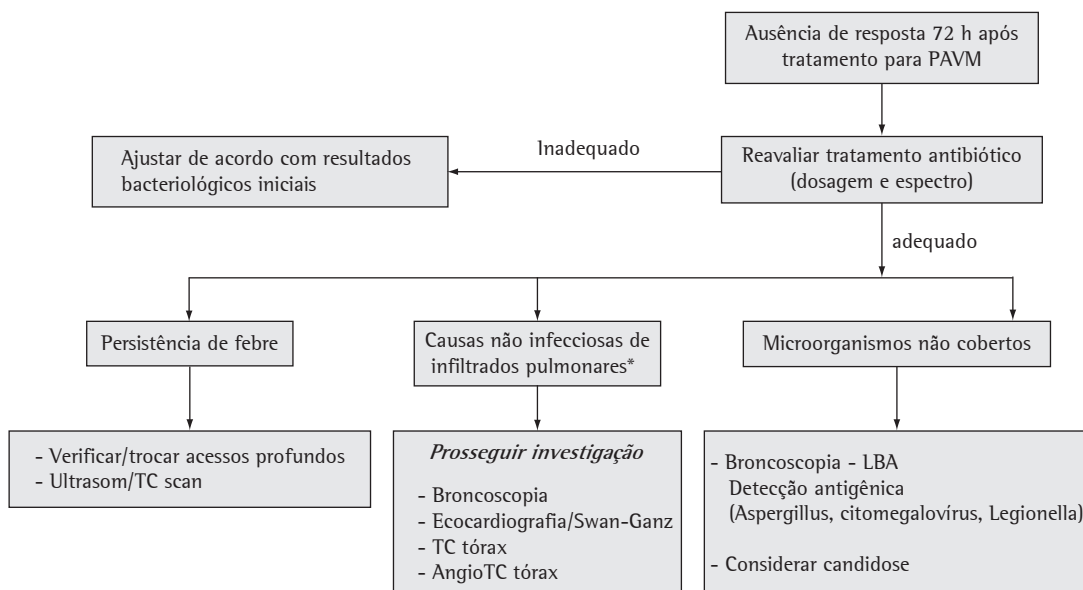 Ausência de resposta 72 h após
tratamento para PAVM
Inadequado
Ajustar de acordo com resultados
bacteriológicos iniciais
Reavaliar tratamento antibiótico
(dosagem e espectro)
adequado
Persistência de febre
Causas não infecciosas de
infiltrados pulmonares*
Microorganismos não cobertos
- Verificar/trocar acessos profundos
- Ultrasom/TC scan
Prosseguir investigação
- Broncoscopia
- Ecocardiografia/Swan-Ganz
- TC tórax
- AngioTC tórax
- Broncoscopia - LBA
Detecção antigênica
(Aspergillus, citomegalovírus, Legionella)
- Considerar candidose